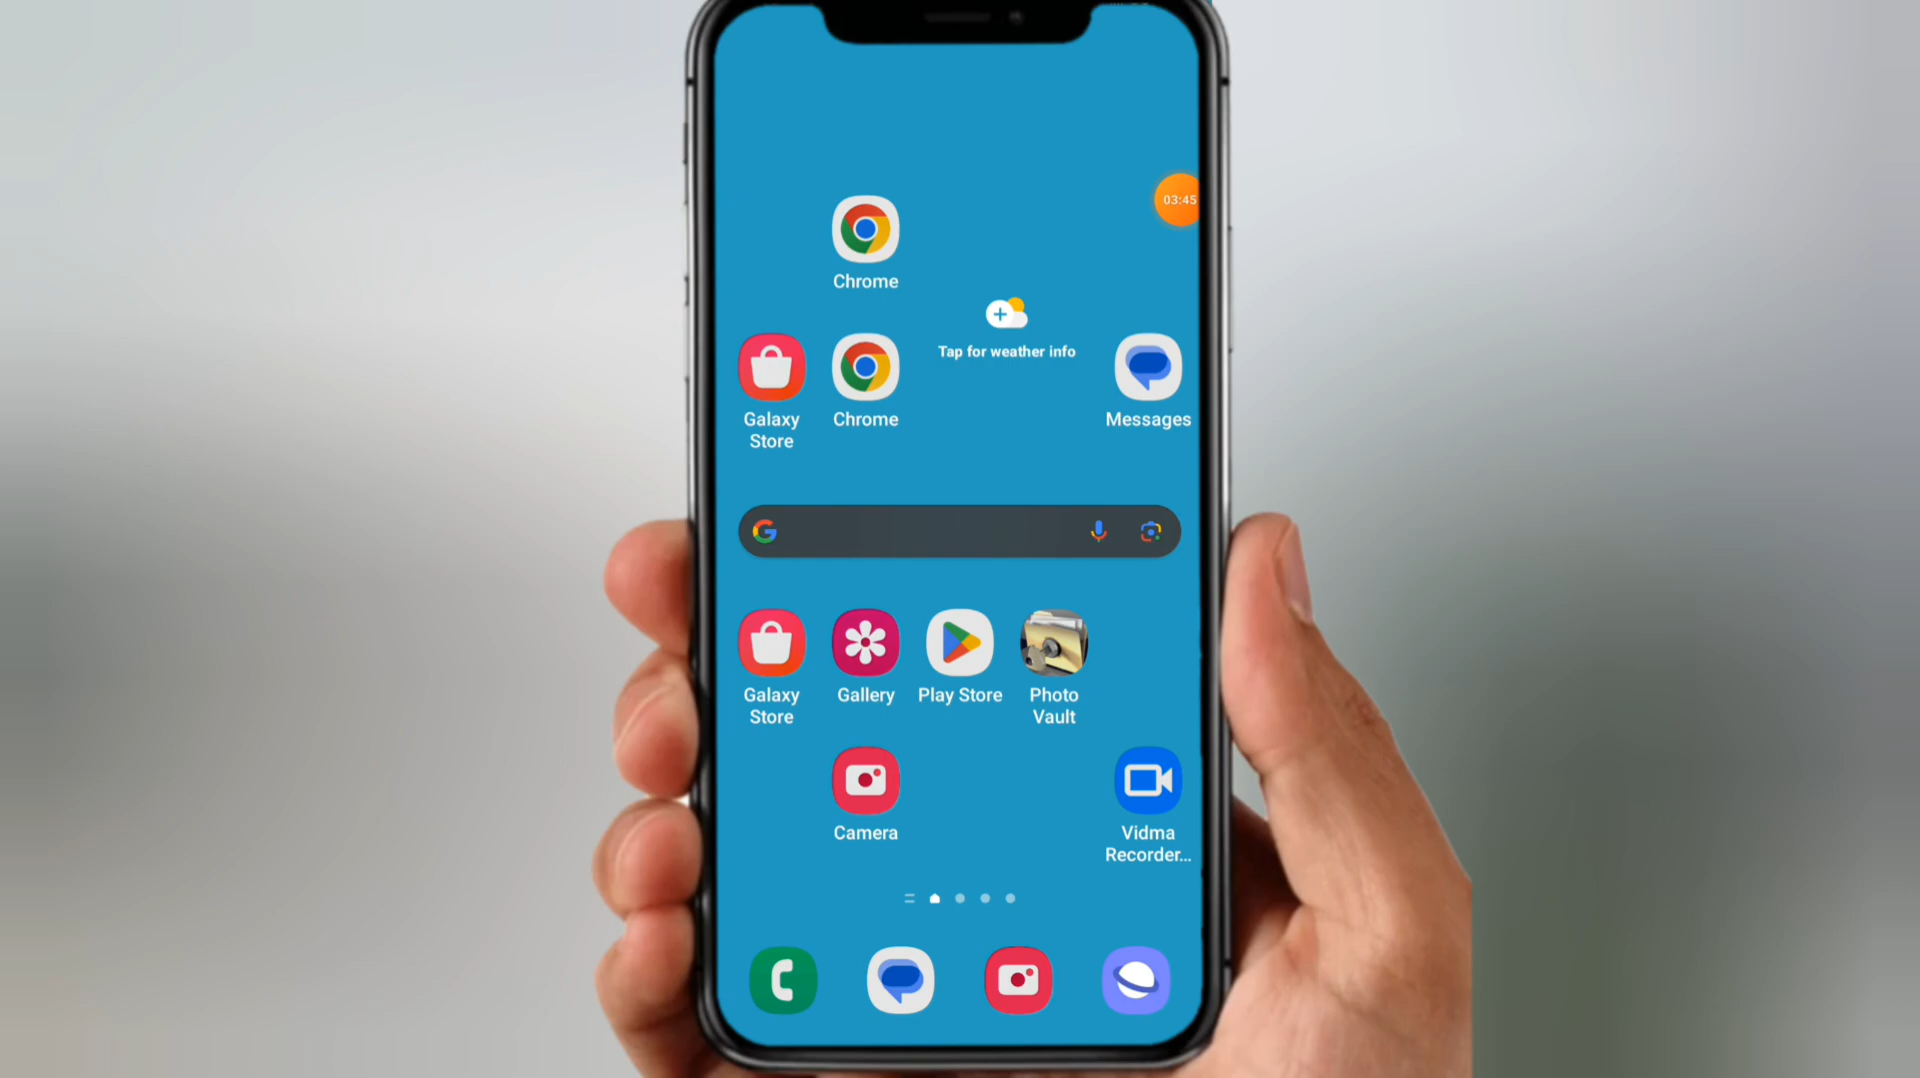 03:45
Chrome
Tap for weather info
Galaxy
Store
Chrome
Messages
Galaxy
Store
Gallery
Play Store
Photo
Vault
Camera
Vidma
Recorder...